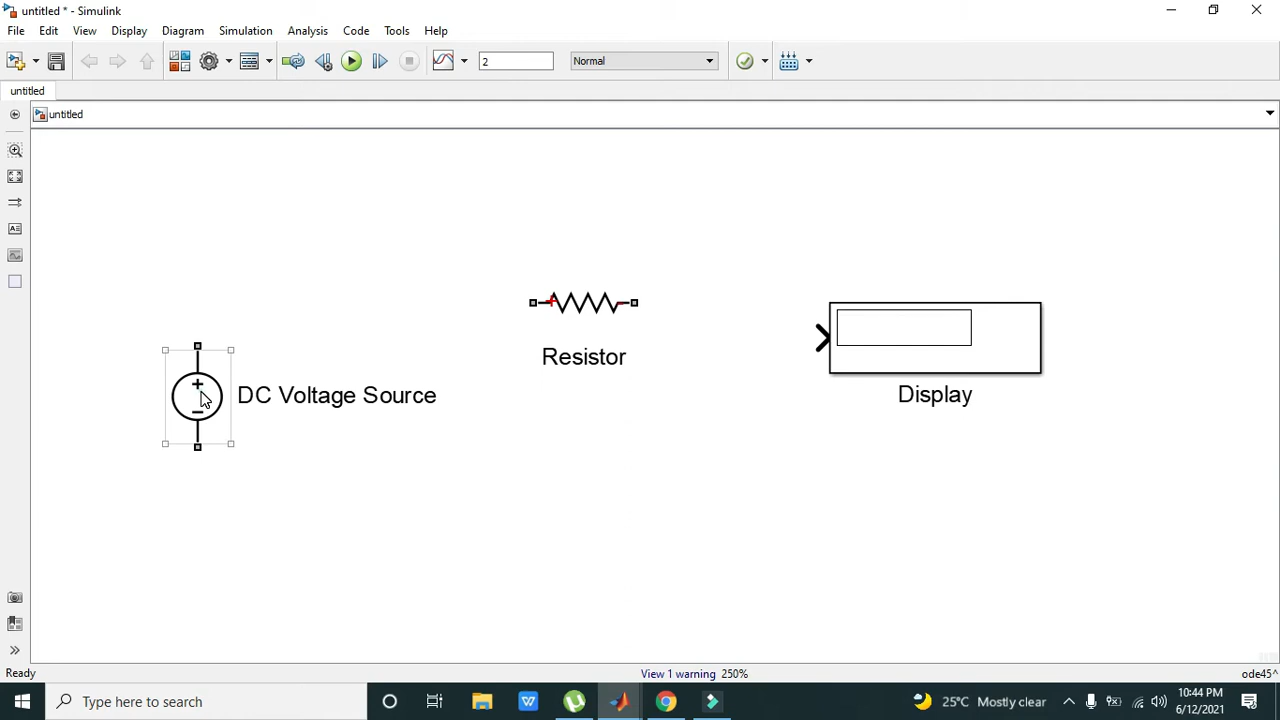 untitled * - Simulink
File Edit View Display Diagram Simulation Analysis Code Tools Help
2 Normal
untitled
untitled
Resistor
DC Voltage Source
Display
Ready View 1 warning 250% ode45^
Type here to search 25°C Mostly clear 10:44 PM
6/12/2021